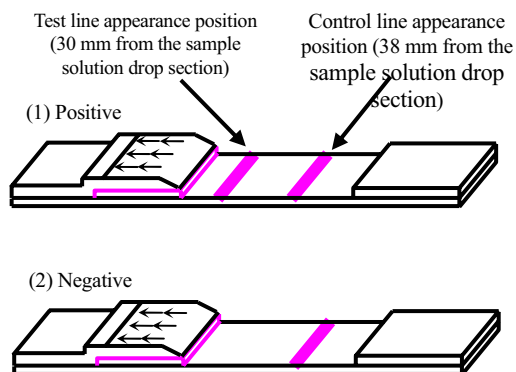 Test line appearance position
(30 mm from the sample
solution drop section)
Control line appearance
position (38 mm from the
sample solution drop
section)
(1) Positive
(2) Negative